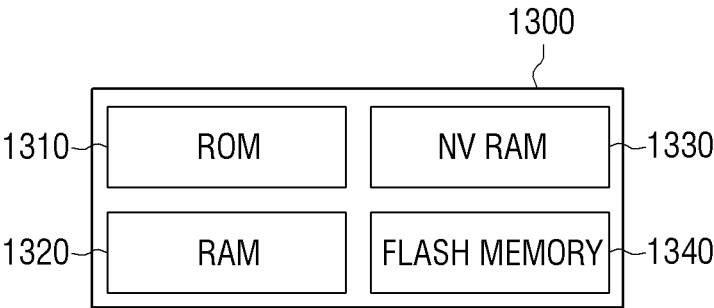 1300
1310 ROM NV RAM 1330
1320 RAM FLASH MEMORY 1340